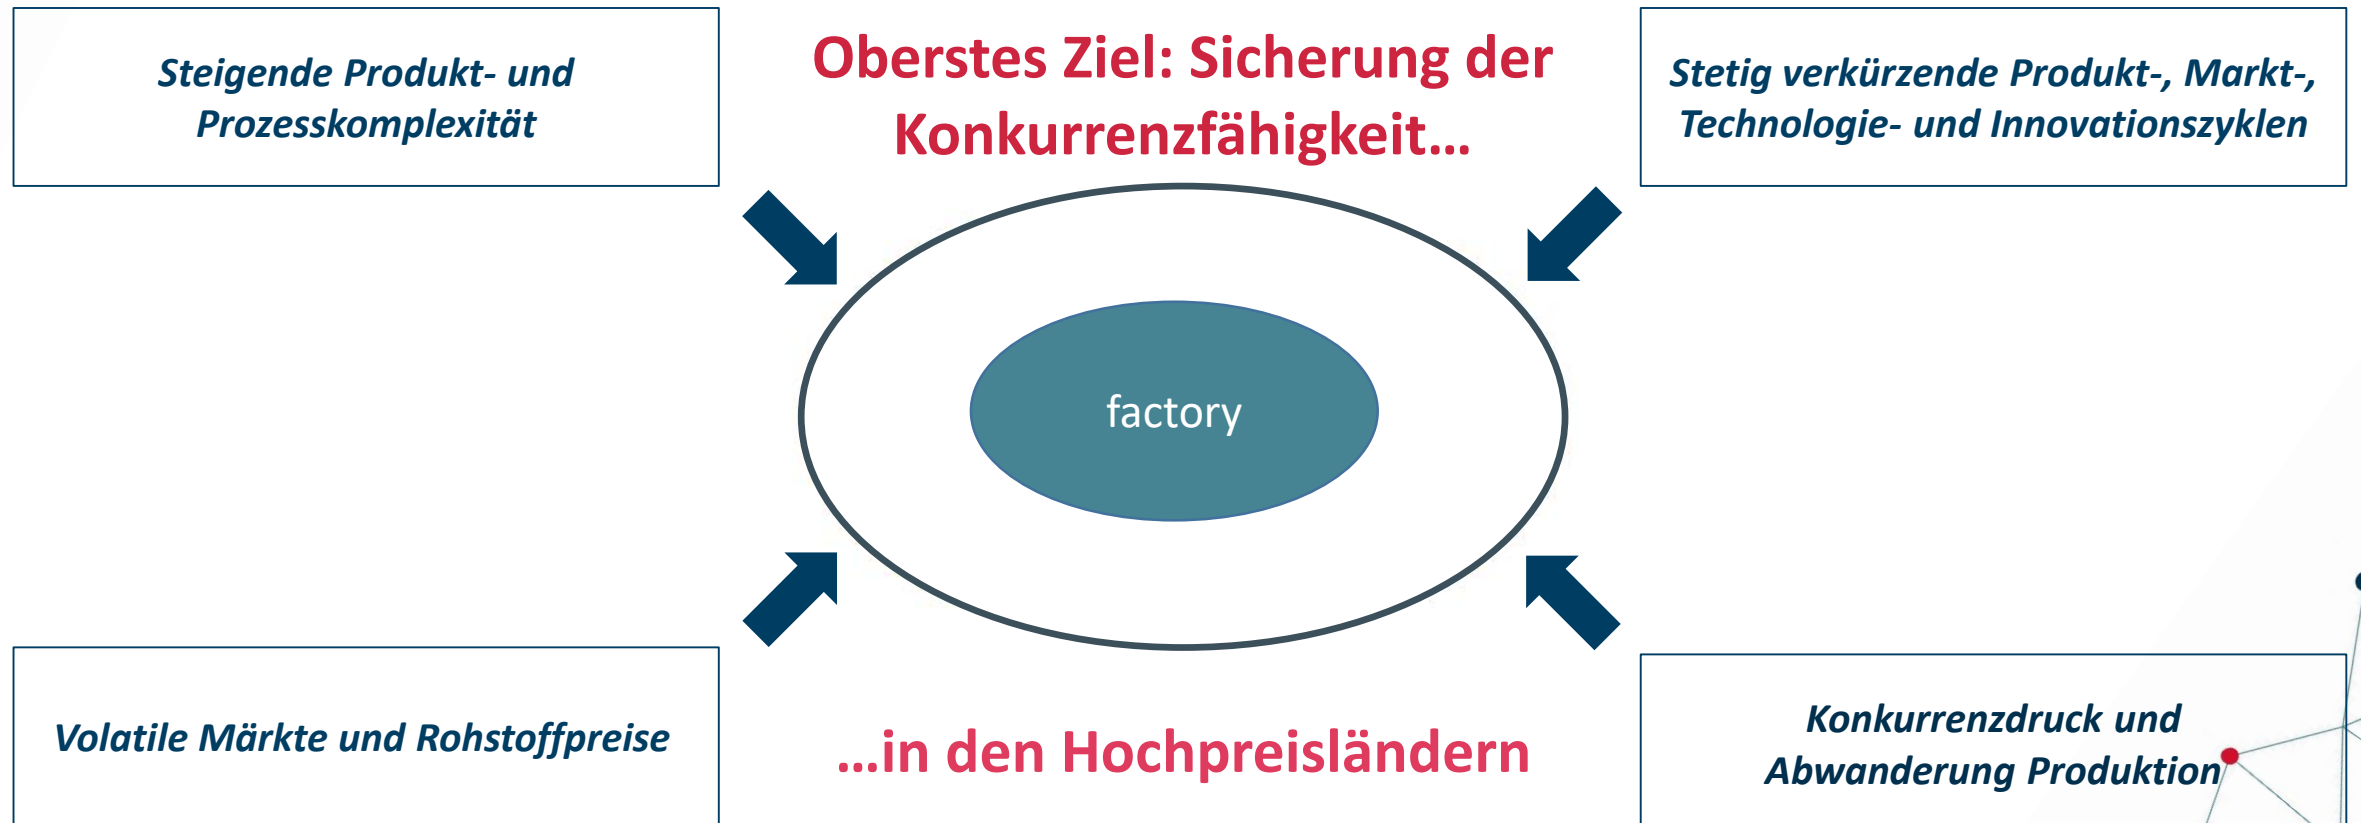 Steigende Produkt- und
Prozesskomplexität
Oberstes Ziel: Sicherung der
Konkurrenzfähigkeit…
Stetig verkürzende Produkt-, Markt-,
Technologie- und Innovationszyklen
factory
Volatile Märkte und Rohstoffpreise
…in den Hochpreisländern
Konkurrenzdruck und
Abwanderung Produktion